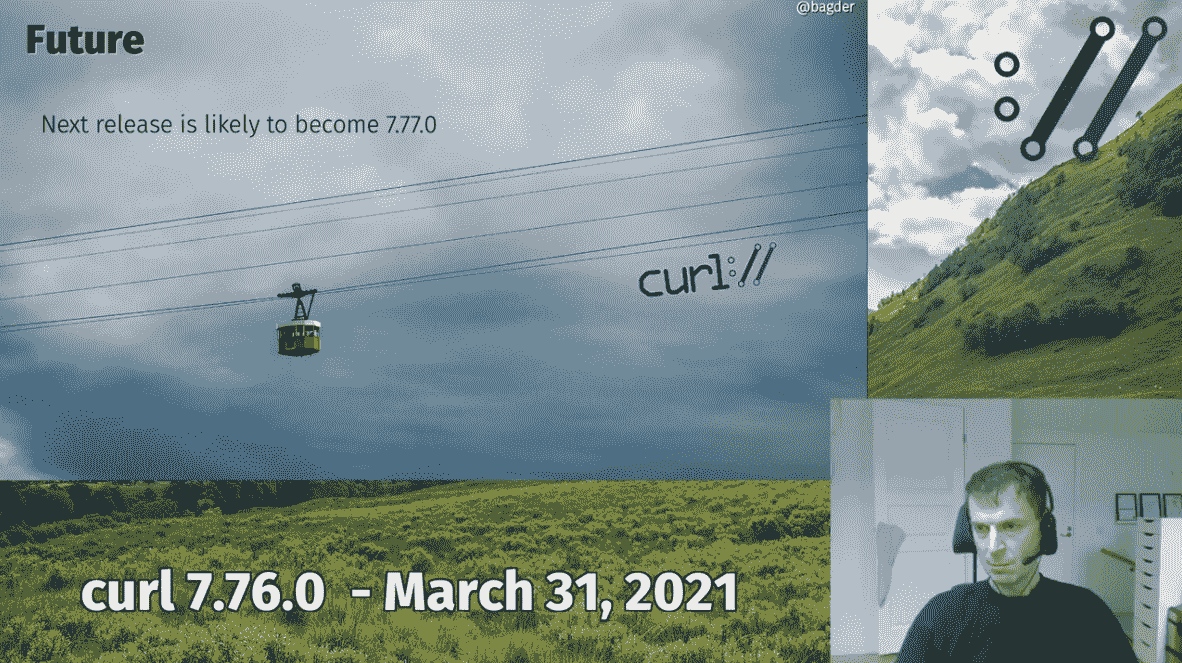 @bagder
Future
Next release is likely to become 7.77.0
curl://
://
curl 7.76.0 - March 31, 2021